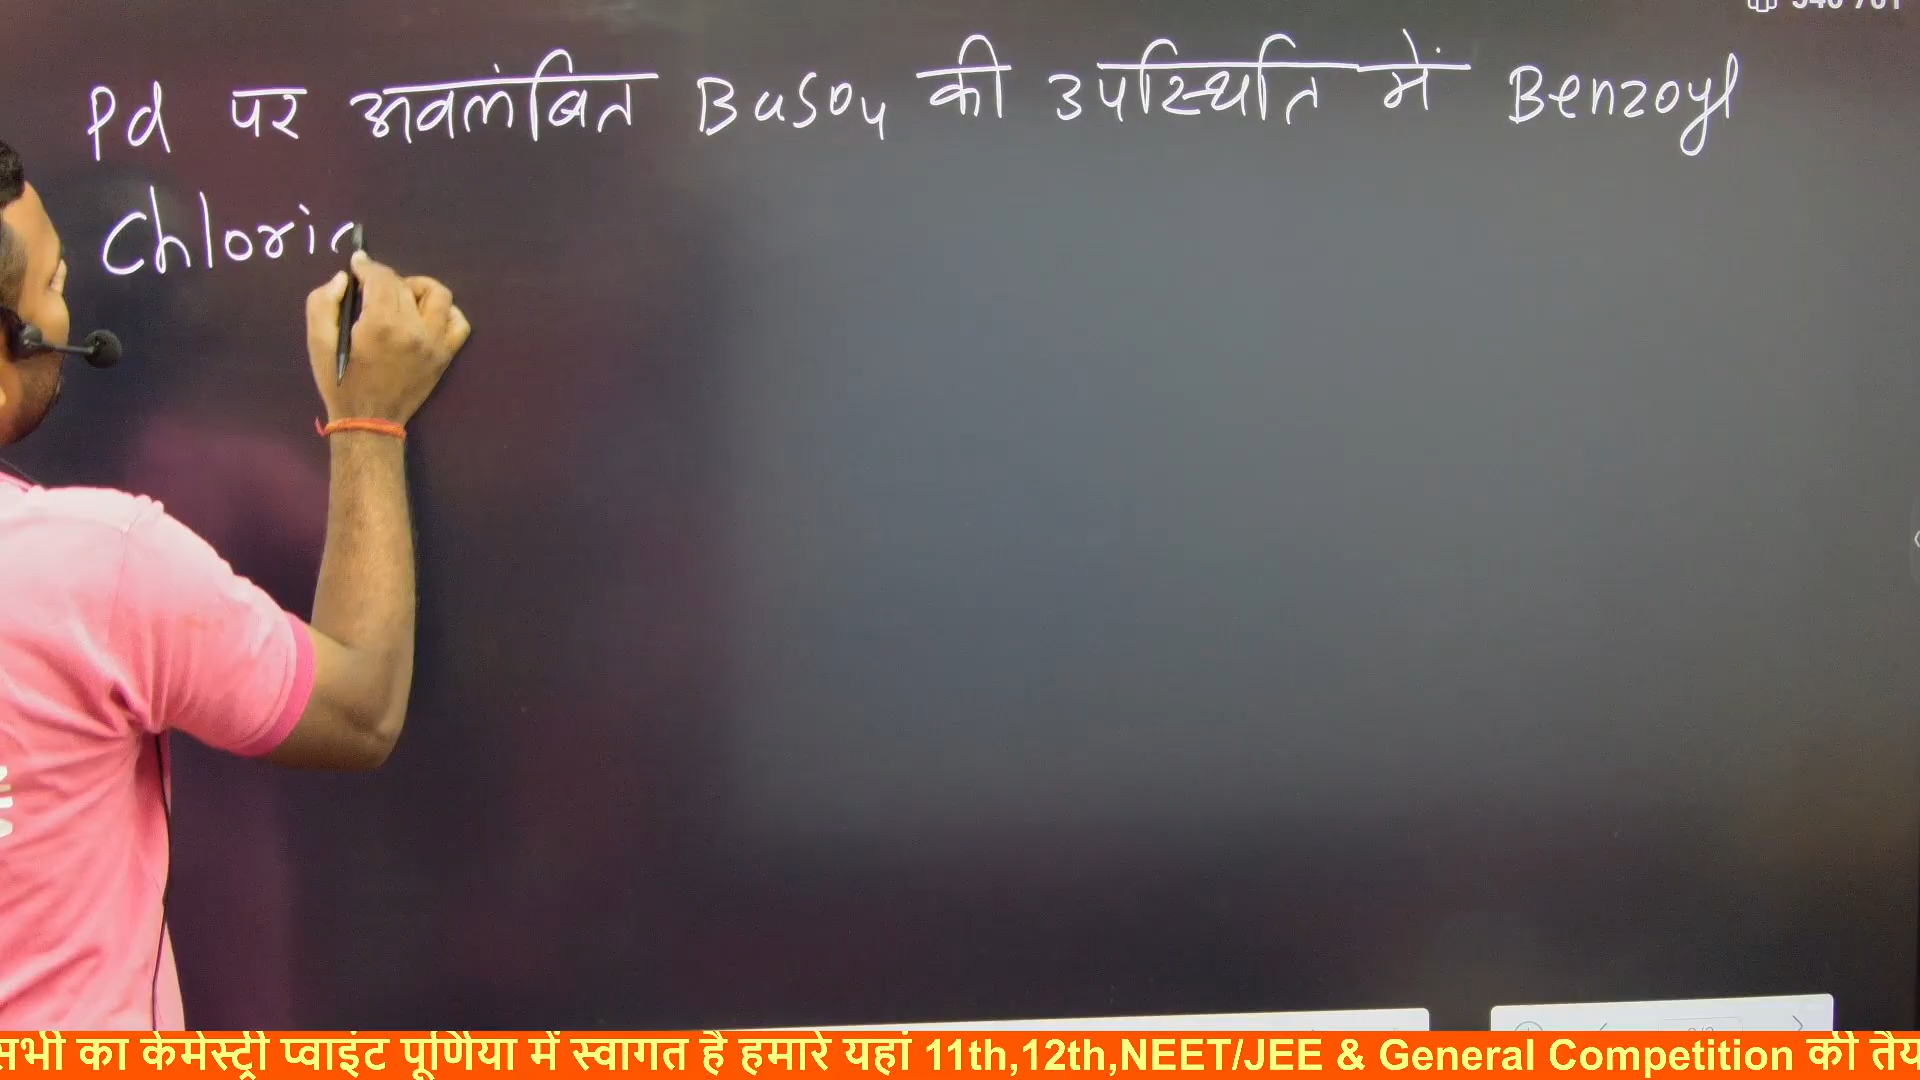 Pd पर अवलंबित BaSO4 की उपस्थिति में Benzoyl
Chlori
सभी का केमेस्ट्री प्वाइंट पूर्णिया में स्वागत है हमारे यहां 11th,12th,NEET/JEE & General Competition की तैय